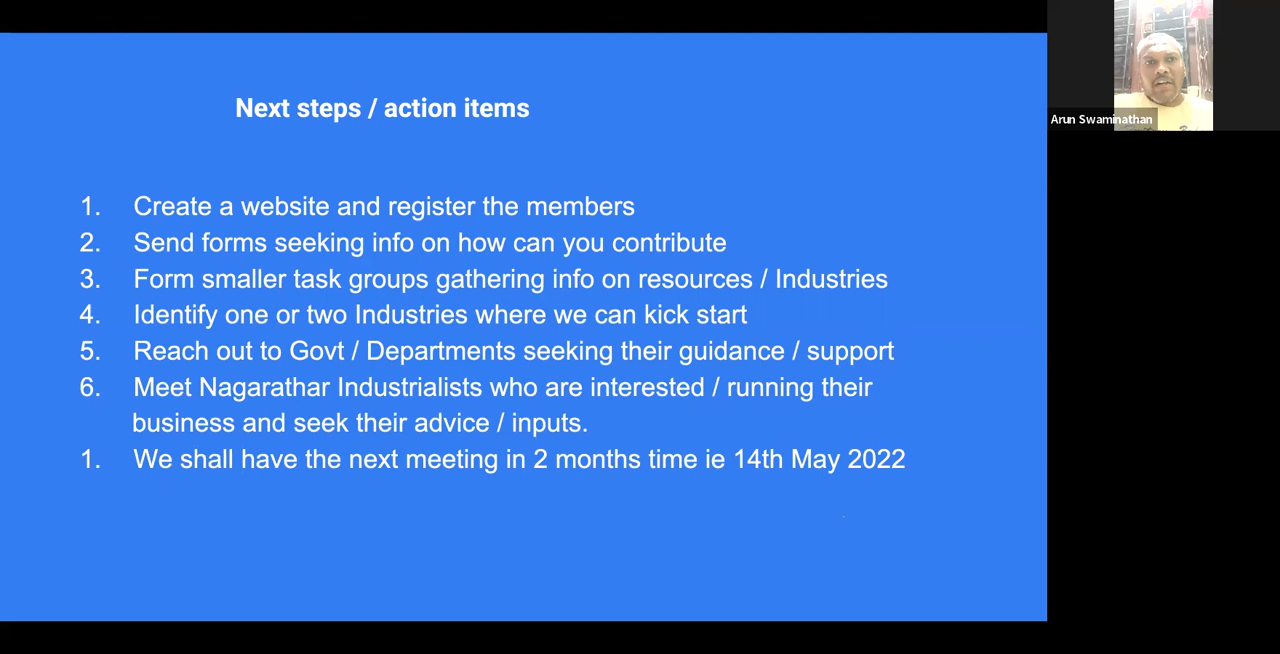 Next steps / action items
1. Create a website and register the members
2. Send forms seeking info on how can you contribute
3. Form smaller task groups gathering info on resources / Industries
4. Identify one or two Industries where we can kick start
5. Reach out to Govt / Departments seeking their guidance / support
6. Meet Nagarathar Industrialists who are interested / running their
business and seek their advice / inputs.
1. We shall have the next meeting in 2 months time ie 14th May 2022
Arun Swaminathan